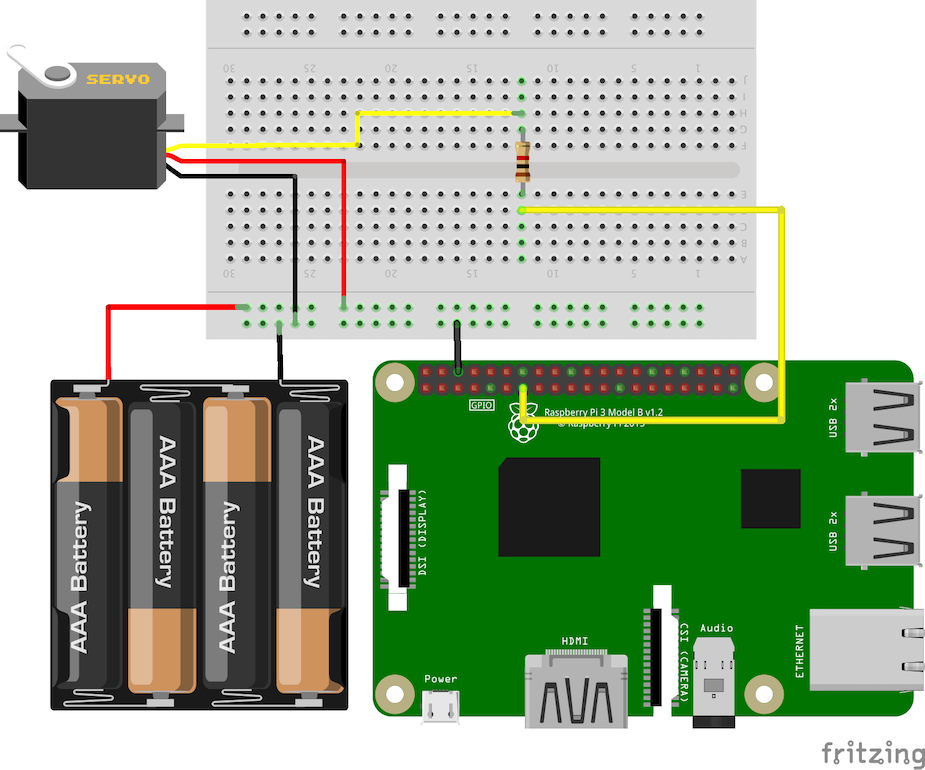 30 25 20 15 10 5 1
J
I
H
G
F
SERVO
E
D
C
B
A
30 25 20 15 10 5 1
GPIO
Raspberry Pi 3 Model B v1.2
© Raspberry Pi 2015
USB 2x
USB 2x
AAA Battery
AAA Battery
AAA Battery
AAA Battery
DSI (DISPLAY)
CSI (CAMERA)
Audio
ETHERNET
HDMI
Power
fritzing